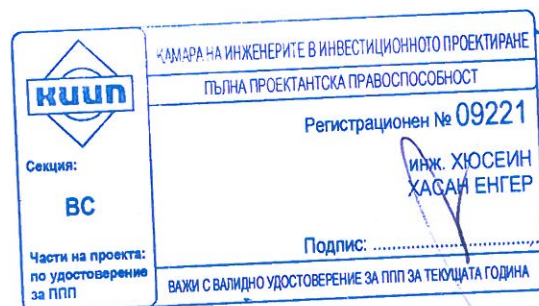 КАМАРА НА ИНЖЕНЕРИТЕ В ИНВЕСТИЦИОННОТО ПРОЕКТИРАНЕ
ПЪЛНА ПРОЕКТАНТСКА ПРАВОСПОСОБНОСТ
КИИП
Регистрационен № 09221
Секция:
ВС
инж. ХЮСЕИН
ХАСАН ЕНГЕР
Части на проекта:
по удостоверение
за ППП
Подпис: ....................
ВАЖИ С ВАЛИДНО УДОСТОВЕРЕНИЕ ЗА ППП ЗА ТЕКУЩАТА ГОДИНА